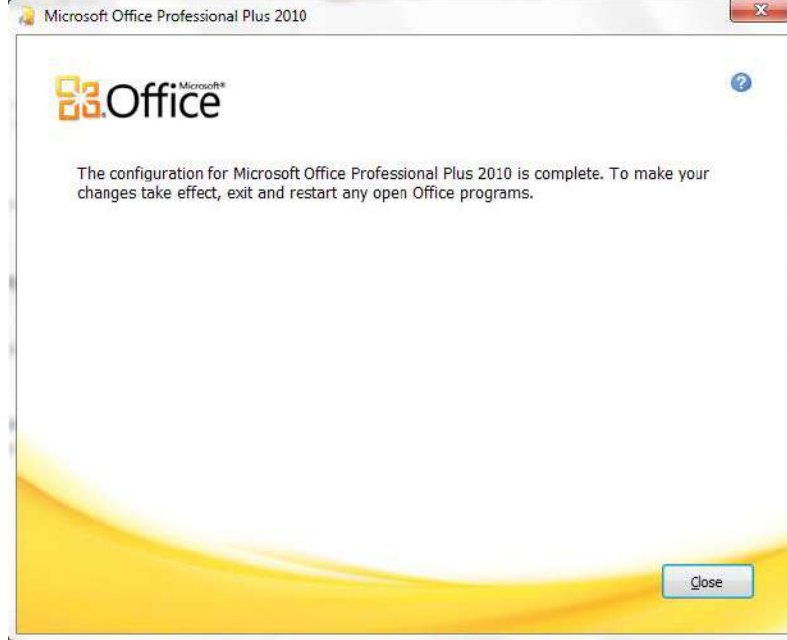 Microsoft Office Professional Plus 2010
Microsoft®
Office
The configuration for Microsoft Office Professional Plus 2010 is complete. To make your
changes take effect, exit and restart any open Office programs.
Close